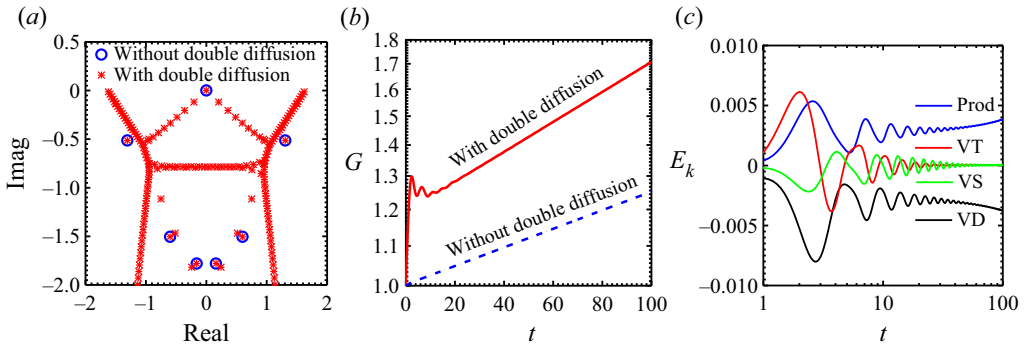 (a)
Without double diffusion
With double diffusion
Imag
0.5
0
–0.5
–1.0
–1.5
–2.0
–2
–1
0
1
2
Real
(b)
G
1.8
1.7
1.6
1.5
1.4
1.3
1.2
1.1
1.0
With double diffusion
Without double diffusion
0
20
40
60
80
100
t
(c)
E_k
0.010
0.005
0
–0.005
–0.010
Prod
VT
VS
VD
1
10
100
t